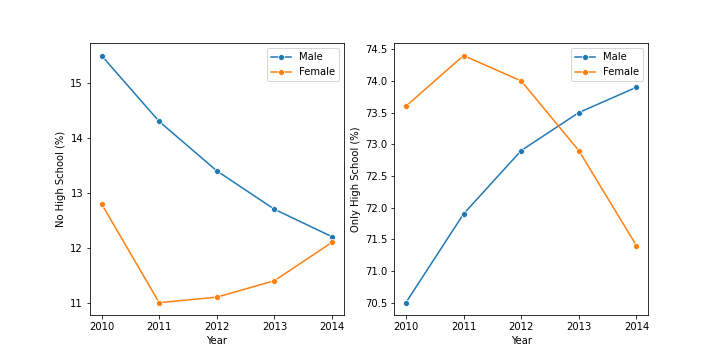 Male
Female
15
14
13
12
11
No High School (%)
2010 2011 2012 2013 2014
Year
Male
Female
74.5
74.0
73.5
73.0
72.5
72.0
71.5
71.0
70.5
Only High School (%)
2010 2011 2012 2013 2014
Year